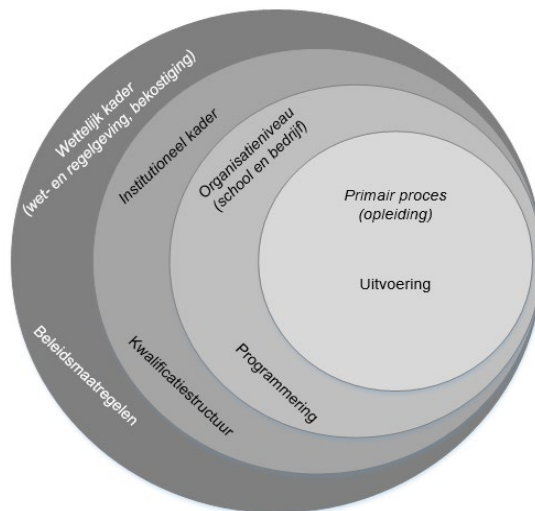 Wettelijk kader
(wet- en regelgeving, bekostiging)
Institutioneel kader
Organisatieniveau
(school en bedrijf)
Primair proces
(opleiding)
Uitvoering
Programmering
Kwalificatiestructuur
Beleidsmaatregelen